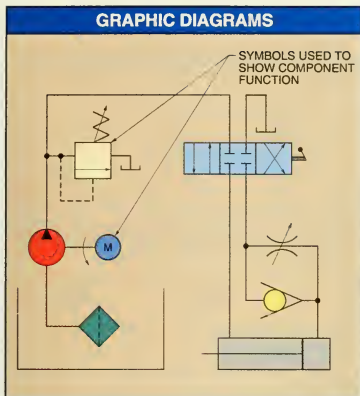 GRAPHIC DIAGRAMS
SYMBOLS USED TO
SHOW COMPONENT
FUNCTION
M